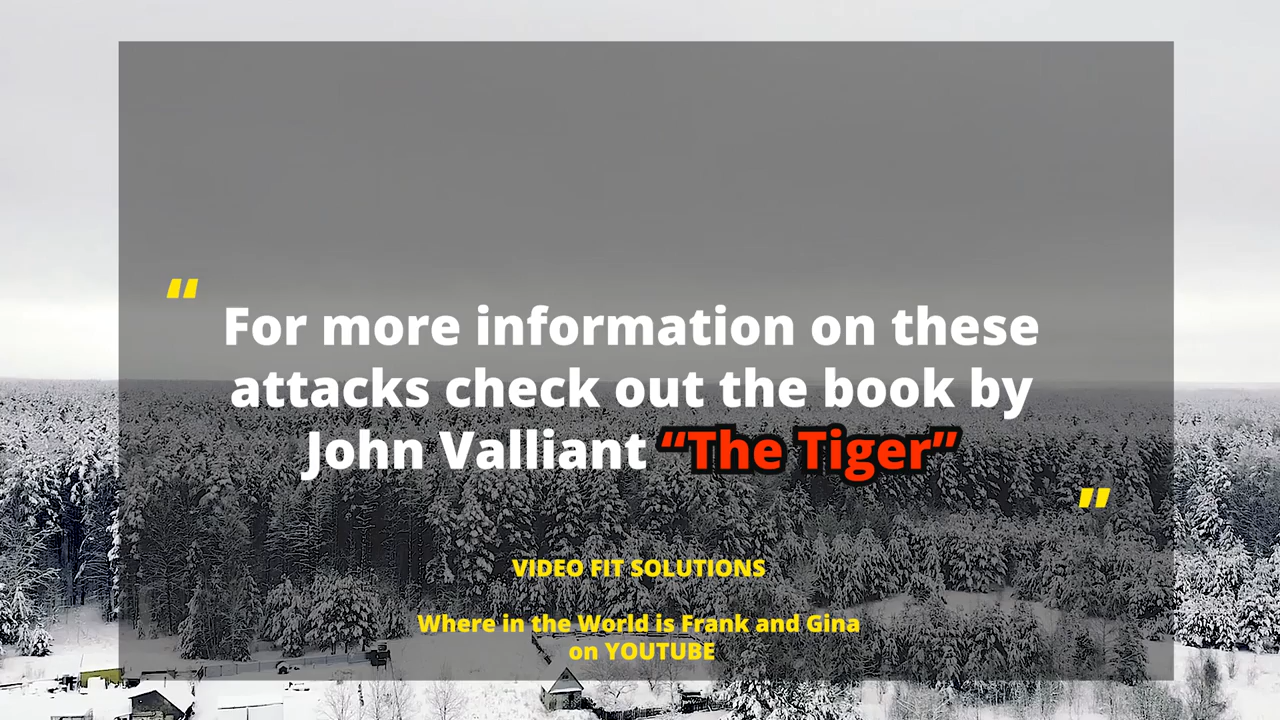 “
For more information on these
attacks check out the book by
John Valliant “The Tiger”
”
VIDEO FIT SOLUTIONS
Where in the World is Frank and Gina
on YOUTUBE